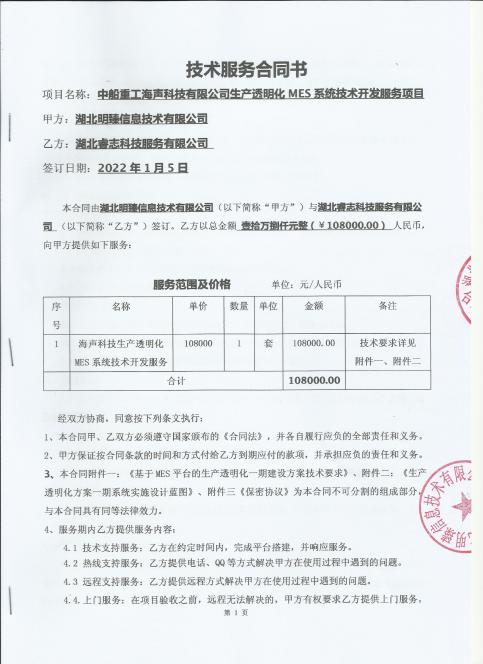 技术服务合同书
项目名称：中船重工海声科技有限公司生产透明化 MES 系统技术开发服务项目
甲方：湖北明臻信息技术有限公司
乙方：湖北睿志科技服务有限公司
签订日期：2022 年 1 月 5 日
本合同由湖北明臻信息技术有限公司（以下简称“甲方”）与湖北睿志科技服务有限公
司（以下简称“乙方”）签订。乙方以总金额 壹拾万捌仟元整（￥108000.00）人民币，
向甲方提供如下服务：
服务范围及价格 单位：元/人民币
序号 名称 单价 数量 单位 金额 备注
1 海声科技生产透明化 108000 1 套 108000.00 技术要求详见
MES 系统技术开发服务 附件一、附件二
合计 108000.00
经双方协商，同意按下列条文执行：
1、本合同甲、乙双方必须遵守国家颁布的《合同法》，并各自履行应负的全部责任和义务。
2、甲方保证按合同条款的时间和方式付给乙方到期应付的款项，并承担应负的责任和义务。
3、本合同附件一：《基于 MES 平台的生产透明化一期建设方案技术要求》、附件二：《生产
透明化方案一期系统实施设计蓝图》、附件三《保密协议》为本合同不可分割的组成部分，
与本合同具有同等法律效力。
4、服务期内乙方提供服务内容：
4.1 技术支持服务：乙方在约定时间内，完成平台搭建，并响应服务。
4.2 热线支持服务：乙方提供电话、QQ 等方式解决甲方在使用过程中遇到的问题。
4.3 远程支持服务：乙方提供远程方式解决甲方在使用过程中遇到的问题。
4.4.上门服务：在项目验收之前，远程无法解决的，甲方有权要求乙方提供上门服务。
第 1 页
信息技术有限